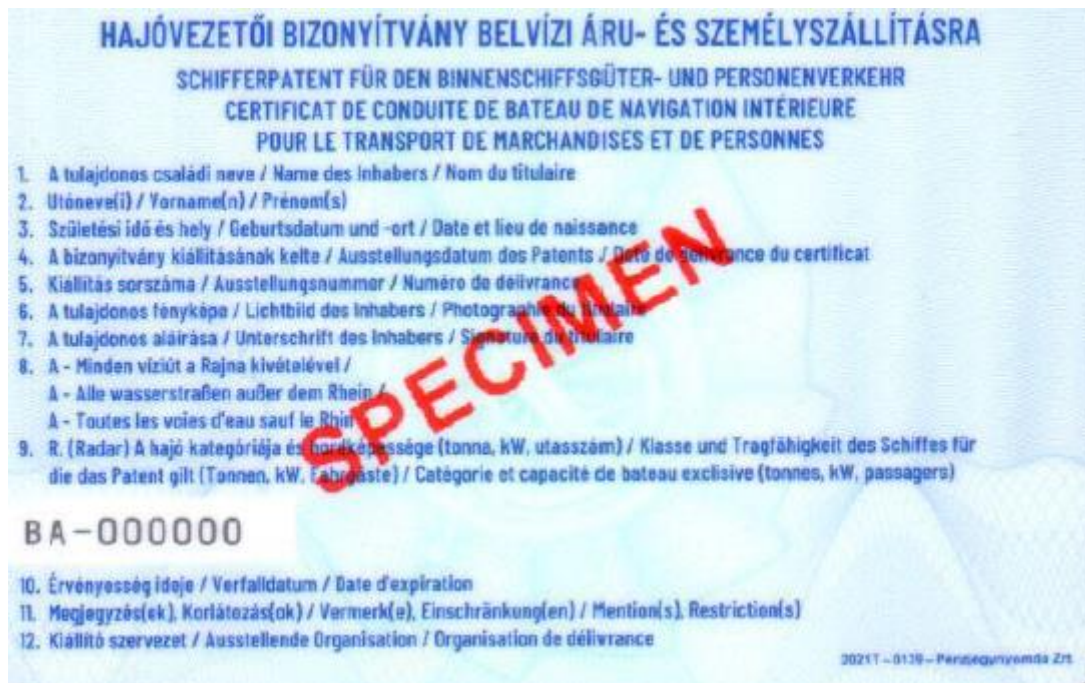 HAJÓVEZETŐI BIZONYÍTVÁNY BELVÍZI ÁRU- ÉS SZEMÉLYSZÁLLÍTÁSRA
SCHIFFERPATENT FÜR DEN BINNENSCHIFFSGÜTER- UND PERSONENVERKEHR
CERTIFICAT DE CONDUITE DE BATEAU DE NAVIGATION INTÉRIEURE
POUR LE TRANSPORT DE MARCHANDISES ET DE PERSONNES
1. A tulajdonos családi neve / Name des Inhabers / Nom du titulaire
2. Utóneve(i) / Vorname(n) / Prénom(s)
3. Születési idő és hely / Geburtsdatum und -ort / Date et lieu de naissance
4. A bizonyítvány kiállításának kelte / Ausstellungsdatum des Patents / Date de délivrance du certificat
5. Kiállítás sorszáma / Ausstellungsnummer / Numéro de délivrance
6. A tulajdonos fényképe / Lichtbild des Inhabers / Photographie du titulaire
7. A tulajdonos aláírása / Unterschrift des Inhabers / Signature du titulaire
8. A - Minden víziút a Rajna kivételével /
A - Alle wasserstraßen außer dem Rhein /
A - Toutes les voies d'eau sauf le Rhin
9. R. (Radar) A hajó kategóriája és hordképessége (tonna, kW, utasszám) / Klasse und Tragfähigkeit des Schiffes für
die das Patent gilt (Tonnen, kW, Fahrgäste) / Catégorie et capacité de bateau exclisive (tonnes, kW, passagers)
SPECIMEN
BA-000000
10. Érvényesség ideje / Verfalldatum / Date d'expiration
11. Megjegyzés(ek), Korlátozás(ok) / Vermerk(e), Einschränkung(en) / Mention(s), Restriction(s)
12. Kiállító szervezet / Ausstellende Organisation / Organisation de délivrance
2021T - 0139 - Pénzjegynyomda Zrt.